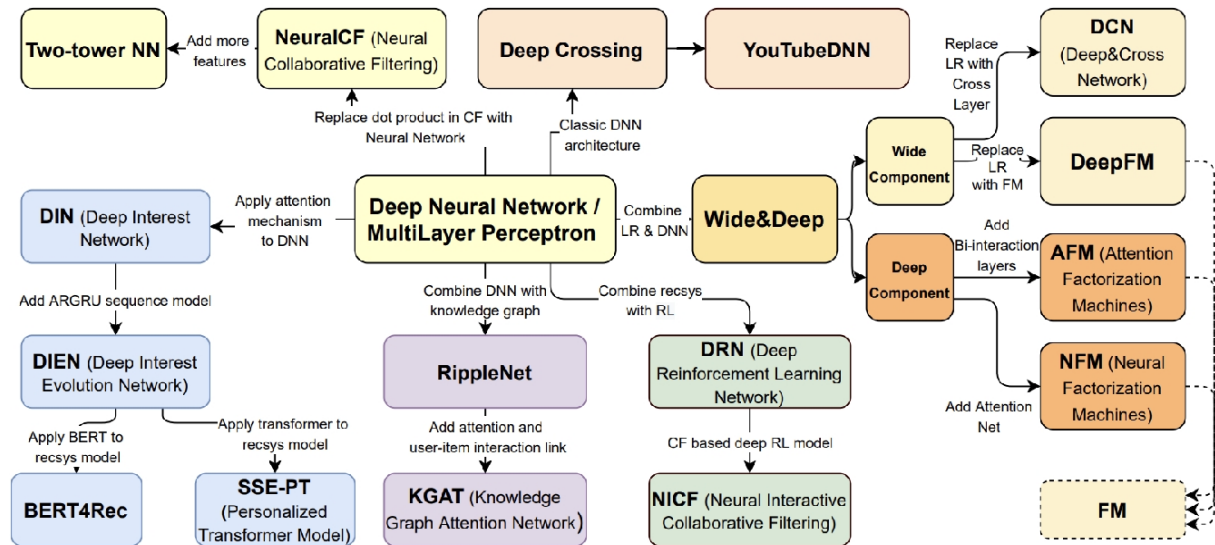 Two-tower NN
Add more
features
NeuralCF (Neural
Collaborative Filtering)
Deep Crossing
YouTubeDNN
Replace
LR with
Cross
Layer
DCN
(Deep&Cross
Network)
Replace dot product in CF with
Neural Network
Classic DNN
architecture
Wide
Component
Replace
LR
with FM
DeepFM
DIN (Deep Interest
Network)
Apply attention
mechanism
to DNN
Deep Neural Network /
MultiLayer Perceptron
Combine
LR & DNN
Wide&Deep
Deep
Component
Add
Bi-interaction
layers
AFM (Attention
Factorization
Machines)
Add ARGRU sequence model
Combine DNN with
knowledge graph
Combine recsys
with RL
DIEN (Deep Interest
Evolution Network)
RippleNet
DRN (Deep
Reinforcement Learning
Network)
NFM (Neural
Factorization
Machines)
Add Attention
Net
Apply BERT to
recsys model
Apply transformer to
recsys model
Add attention and
user-item interaction link
CF based deep RL model
BERT4Rec
SSE-PT
(Personalized
Transformer Model)
KGAT (Knowledge
Graph Attention Network)
NICF (Neural Interactive
Collaborative Filtering)
FM